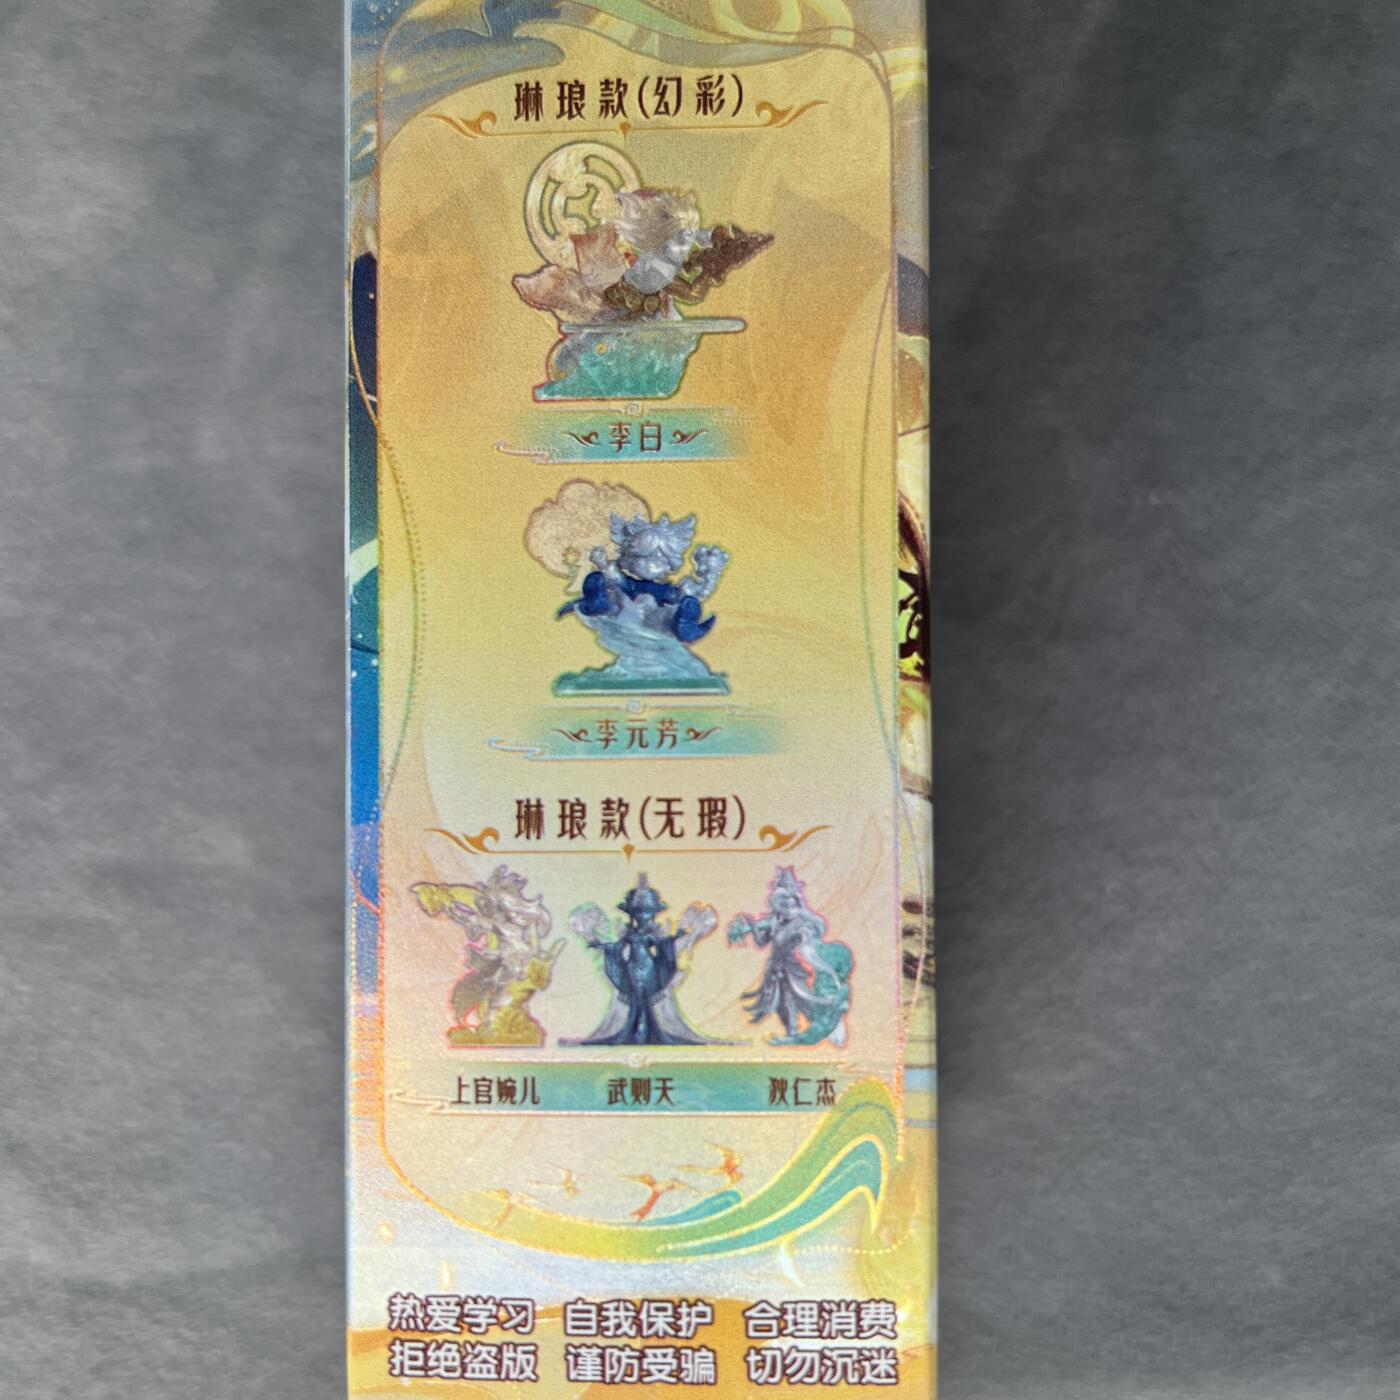 琳琅款(幻彩)
李白
李元芳
琳琅款(无瑕)
上官婉儿 武则天 狄仁杰
热爱学习 自我保护 合理消费
拒绝盗版 谨防受骗 切勿沉迷